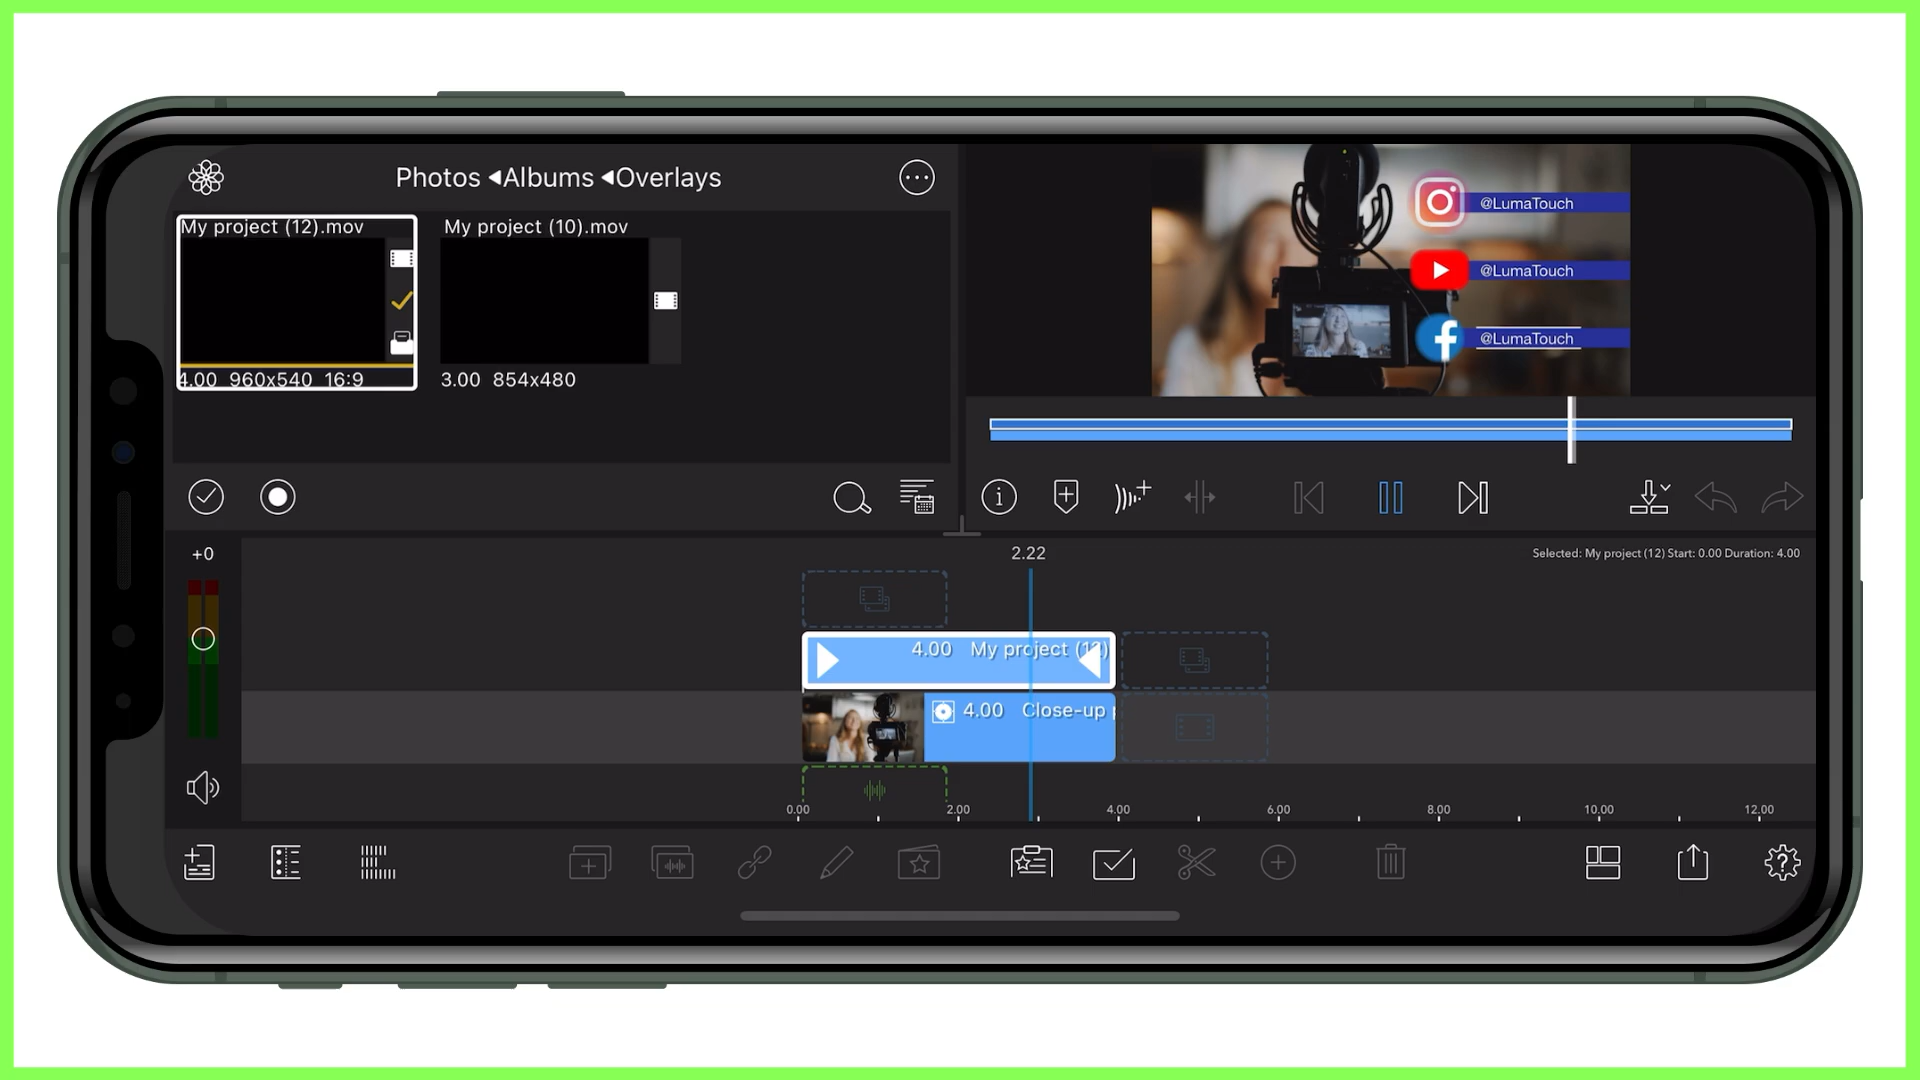 Photos ◀Albums ◀Overlays
My project (12).mov
My project (10).mov
4.00 960x540 16:9
3.00 854x480
@LumaTouch
@LumaTouch
@LumaTouch
+0
2.22
Selected: My project (12) Start: 0.00 Duration: 4.00
4.00 My project (12)
4.00 Close-up
0.00 2.00 4.00 6.00 8.00 10.00 12.00